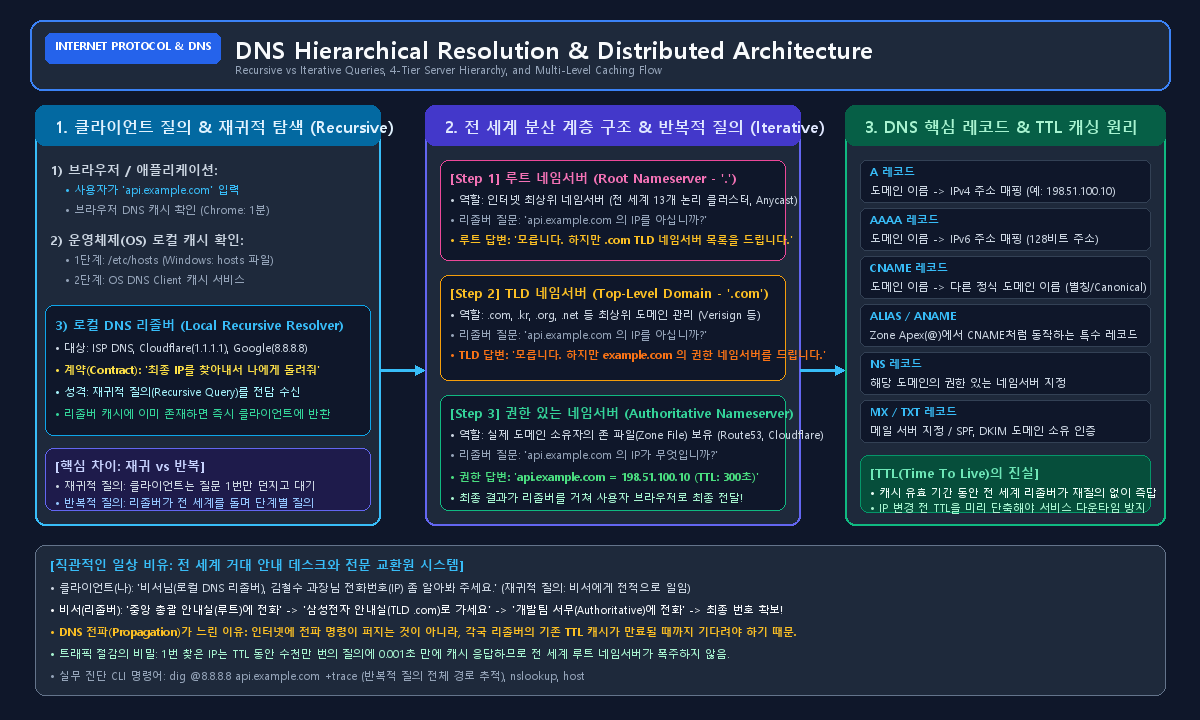 INTERNET PROTOCOL & DNS
DNS Hierarchical Resolution & Distributed Architecture
Recursive vs Iterative Queries, 4-Tier Server Hierarchy, and Multi-Level Caching Flow
1. 클라이언트 질의 & 재귀적 탐색 (Recursive)
1) 브라우저 / 애플리케이션:
• 사용자가 'api.example.com' 입력
• 브라우저 DNS 캐시 확인 (Chrome: 1분)
2) 운영체제(OS) 로컬 캐시 확인:
• 1단계: /etc/hosts (Windows: hosts 파일)
• 2단계: OS DNS Client 캐시 서비스
3) 로컬 DNS 리졸버 (Local Recursive Resolver)
• 대상: ISP DNS, Cloudflare(1.1.1.1), Google(8.8.8.8)
• 계약(Contract): '최종 IP를 찾아내서 나에게 돌려줘'
• 성격: 재귀적 질의(Recursive Query)를 전담 수신
• 리졸버 캐시에 이미 존재하면 즉시 클라이언트에 반환
[핵심 차이: 재귀 vs 반복]
• 재귀적 질의: 클라이언트는 질문 1번만 던지고 대기
• 반복적 질의: 리졸버가 전 세계를 돌며 단계별 질의
2. 전 세계 분산 계층 구조 & 반복적 질의 (Iterative)
[Step 1] 루트 네임서버 (Root Nameserver - '.')
• 역할: 인터넷 최상위 네임서버 (전 세계 13개 논리 클러스터, Anycast)
• 리졸버 질문: 'api.example.com 의 IP를 아십니까?'
• 루트 답변: '모릅니다. 하지만 .com TLD 네임서버 목록을 드립니다.'
[Step 2] TLD 네임서버 (Top-Level Domain - '.com')
• 역할: .com, .kr, .org, .net 등 최상위 도메인 관리 (Verisign 등)
• 리졸버 질문: 'api.example.com 의 IP를 아십니까?'
• TLD 답변: '모릅니다. 하지만 example.com 의 권한 네임서버를 드립니다.'
[Step 3] 권한 있는 네임서버 (Authoritative Nameserver)
• 역할: 실제 도메인 소유자의 존 파일(Zone File) 보유 (Route53, Cloudflare)
• 리졸버 질문: 'api.example.com 의 IP가 무엇입니까?'
• 권한 답변: 'api.example.com = 198.51.100.10 (TTL: 300초)'
• 최종 결과가 리졸버를 거쳐 사용자 브라우저로 최종 전달!
3. DNS 핵심 레코드 & TTL 캐싱 원리
A 레코드
도메인 이름 -> IPv4 주소 매핑 (예: 198.51.100.10)
AAAA 레코드
도메인 이름 -> IPv6 주소 매핑 (128비트 주소)
CNAME 레코드
도메인 이름 -> 다른 정식 도메인 이름 (별칭/Canonical)
ALIAS / ANAME
Zone Apex(@)에서 CNAME처럼 동작하는 특수 레코드
NS 레코드
해당 도메인의 권한 있는 네임서버 지정
MX / TXT 레코드
메일 서버 지정 / SPF, DKIM 도메인 소유 인증
[TTL(Time To Live)의 진실]
• 캐시 유효 기간 동안 전 세계 리졸버가 재질의 없이 즉답
• IP 변경 전 TTL을 미리 단축해야 서비스 다운타임 방지
[직관적인 일상 비유: 전 세계 거대 안내 데스크와 전문 교환원 시스템]
• 클라이언트(나): '비서님(로컬 DNS 리졸버), 김철수 과장님 전화번호(IP) 좀 알아봐 주세요.' (재귀적 질의: 비서에게 전적으로 일임)
• 비서(리졸버): '중앙 총괄 안내실(루트)에 전화' -> '삼성전자 안내실(TLD .com)로 가세요' -> '개발팀 서무(Authoritative)에 전화' -> 최종 번호 확보!
• DNS 전파(Propagation)가 느린 이유: 인터넷에 전파 명령이 퍼지는 것이 아니라, 각국 리졸버의 기존 TTL 캐시가 만료될 때까지 기다려야 하기 때문.
• 트래픽 절감의 비밀: 1번 찾은 IP는 TTL 동안 수천만 번의 질의에 0.001초 만에 캐시 응답하므로 전 세계 루트 네임서버가 폭주하지 않음.
• 실무 진단 CLI 명령어: dig @8.8.8.8 api.example.com +trace (반복적 질의 전체 경로 추적), nslookup, host